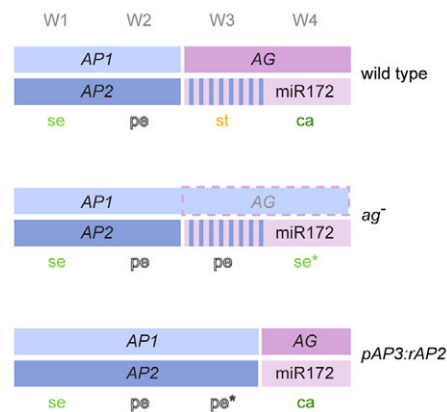 W1 W2 W3 W4
AP1 AG
AP2 miR172
wild type
se pe st ca
AP1 AG
AP2 miR172
ag⁻
se pe pe se*
AP1 AG
AP2 miR172
pAP3:rAP2
se pe pe* ca